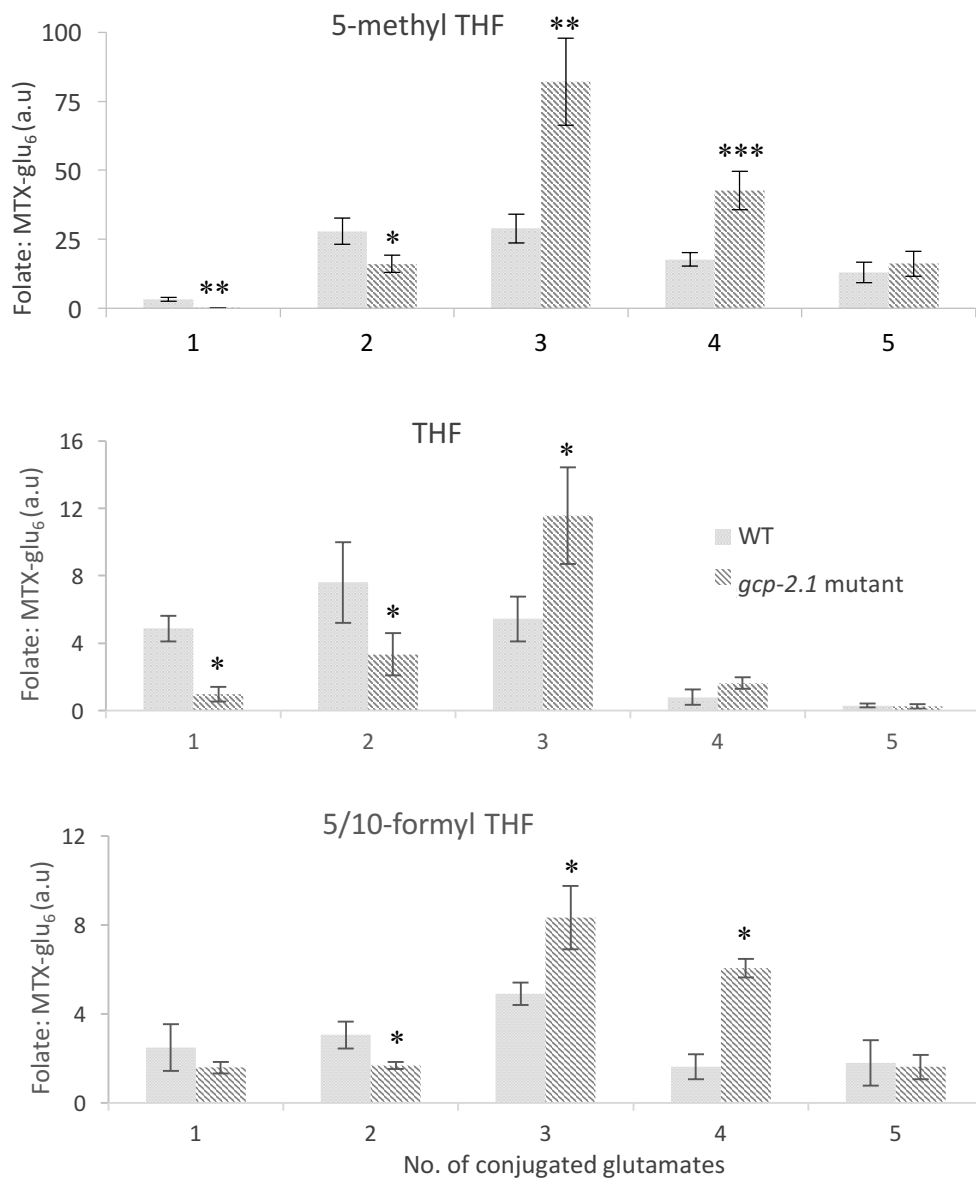 5-methyl THF
Folate: MTX-glu₆ (a.u)
100
75
50
25
0
**
*
**
***
1 2 3 4 5
THF
Folate: MTX-glu₆ (a.u)
16
12
8
4
0
*
*
*
WT
gcp-2.1 mutant
1 2 3 4 5
5/10-formyl THF
Folate: MTX-glu₆ (a.u)
12
8
4
0
*
*
*
1 2 3 4 5
No. of conjugated glutamates